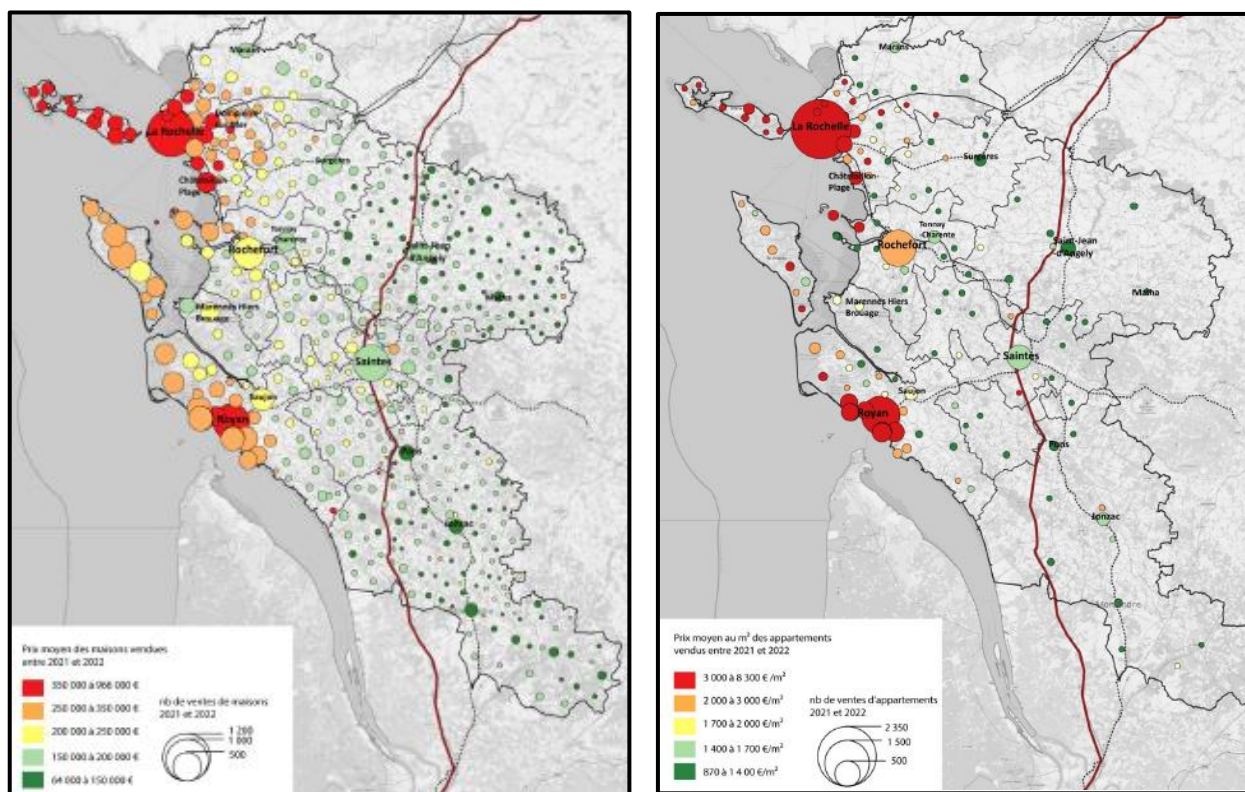 Marans
La Rochelle
Surgères
Châtelaillon-
Plage
Tonnay
Charente
Rochefort
Saint-Jean
d'Angely
Matha
Marennes Hiers
Brouage
Saintes
Saujon
Royan
Pons
Jonzac
Prix moyen des maisons vendues
entre 2021 et 2022
350 000 à 968 000 €
250 000 à 350 000 €
200 000 à 250 000 €
150 000 à 200 000 €
64 000 à 150 000 €
nb de ventes de maisons
2021 et 2022
1 200
1 000
500
Marans
La Rochelle
Surgères
Châtelaillon-
Plage
Tonnay
Charente
Rochefort
Saint-Jean
d'Angely
Matha
Marennes Hiers
Brouage
Saintes
Saujon
Royan
Pons
Jonzac
Montendre
Prix moyen au m² des appartements
vendus entre 2021 et 2022
3 000 à 8 300 € /m²
2 000 à 3 000 €/m²
1 700 à 2 000 €/m²
1 400 à 1 700 €/m²
870 à 1 4 00 €/m²
nb de ventes d'appartements
2021 et 2022
2 350
1 500
500